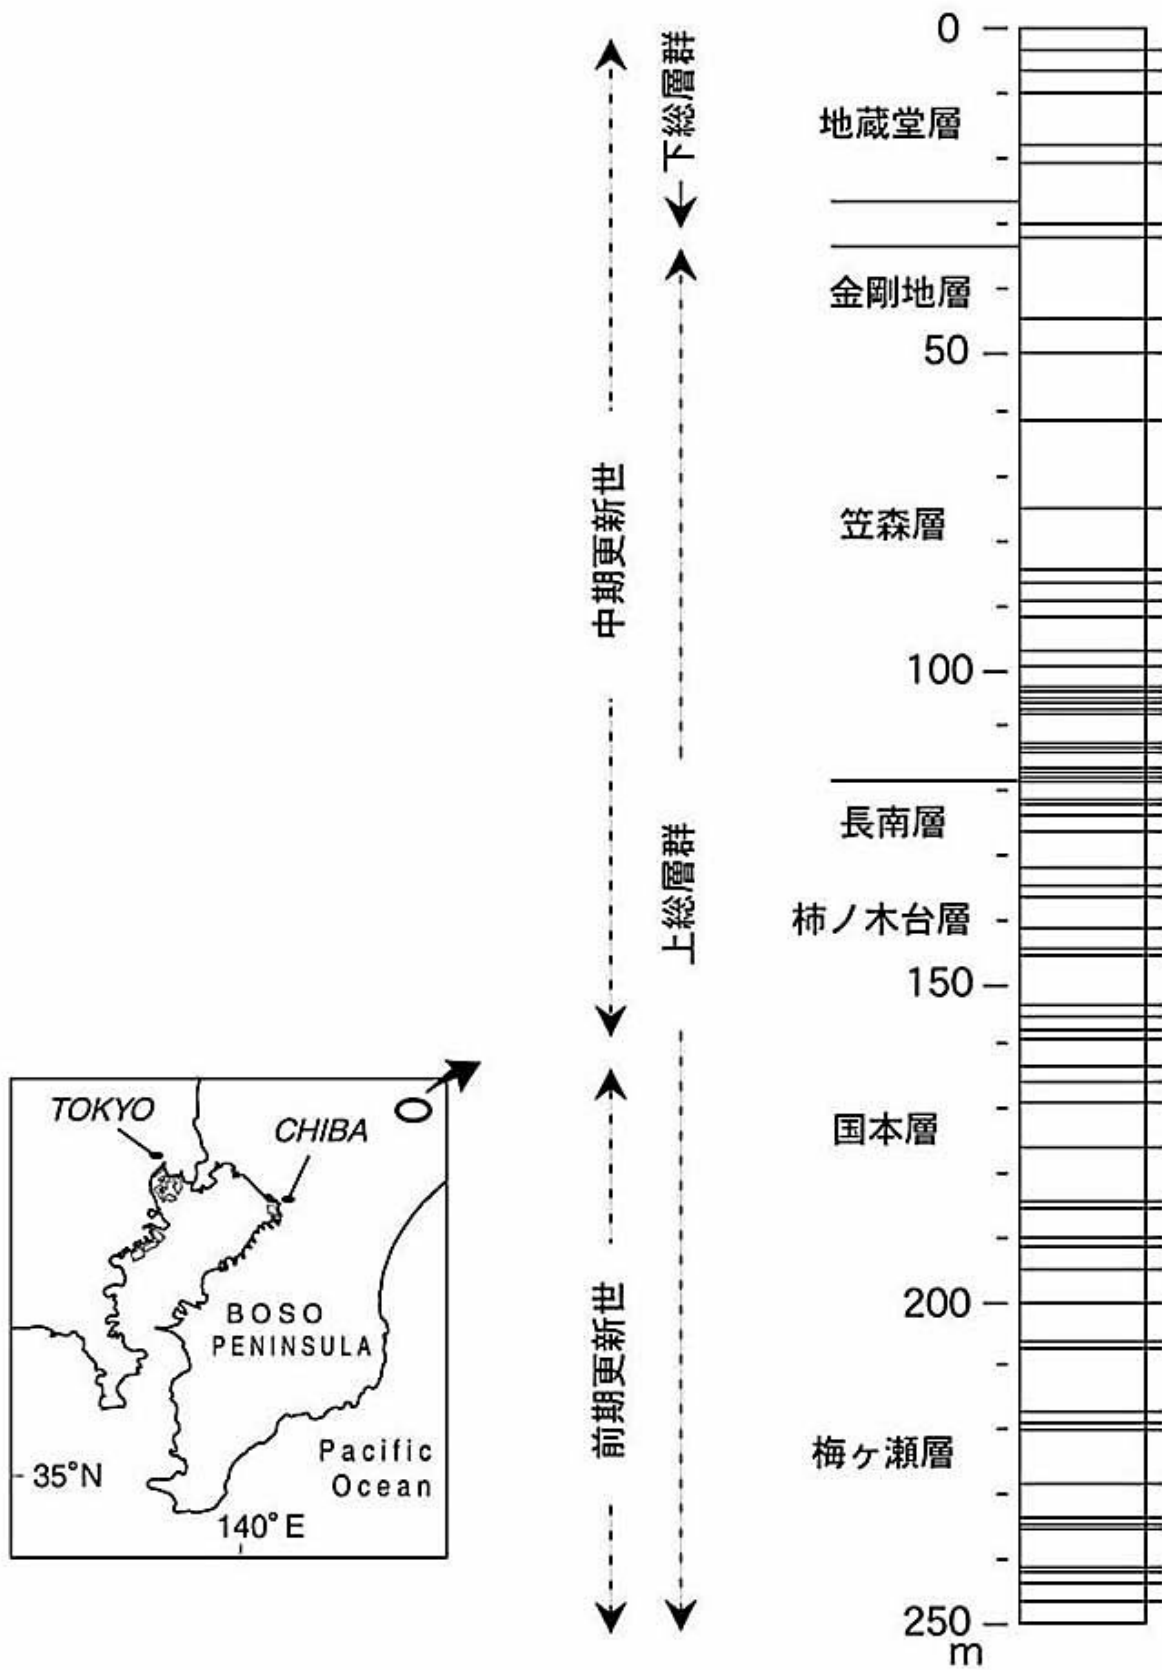 0
下総層群
地蔵堂層
金剛地層
50
中期更新世
笠森層
100
長南層
上総層群
柿ノ木台層
150
TOKYO
CHIBA
国本層
200
BOSO
PENINSULA
前期更新世
梅ヶ瀬層
Pacific
Ocean
35°N
140°E
250
m